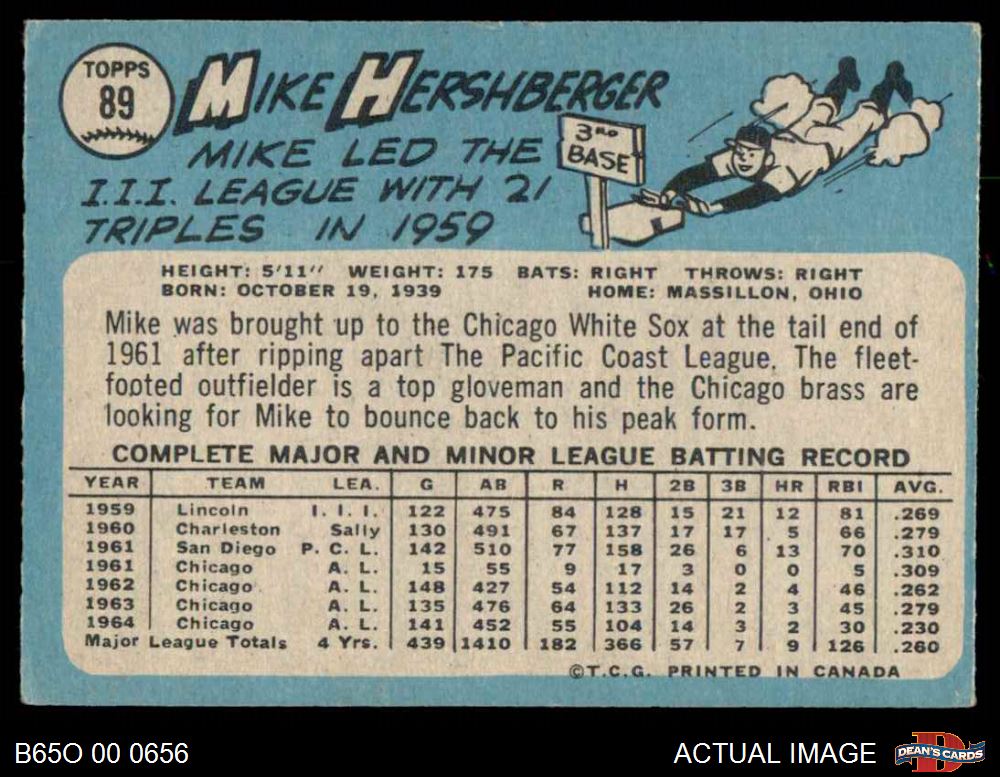 TOPPS
89
MIKE HERSHBERGER
MIKE LED THE
I.I.I. LEAGUE WITH 21
TRIPLES IN 1959
3RD
BASE
HEIGHT: 5'11" WEIGHT: 175 BATS: RIGHT THROWS: RIGHT
BORN: OCTOBER 19, 1939 HOME: MASSILLON, OHIO
Mike was brought up to the Chicago White Sox at the tail end of
1961 after ripping apart The Pacific Coast League. The fleet-
footed outfielder is a top gloveman and the Chicago brass are
looking for Mike to bounce back to his peak form.
COMPLETE MAJOR AND MINOR LEAGUE BATTING RECORD
YEAR TEAM LEA. G AB R H 2B 3B HR RBI AVG.
1959 Lincoln I. I. I. 122 475 84 128 15 21 12 81 .269
1960 Charleston Sally 130 491 67 137 17 17 5 66 .279
1961 San Diego P. C. L. 142 510 77 158 26 6 13 70 .310
1961 Chicago A. L. 15 55 9 17 3 0 0 5 .309
1962 Chicago A. L. 148 427 54 112 14 2 4 46 .262
1963 Chicago A. L. 135 476 64 133 26 2 3 45 .279
1964 Chicago A. L. 141 452 55 104 14 3 2 30 .230
Major League Totals 4 Yrs. 439 1410 182 366 57 7 9 126 .260
©T.C.G. PRINTED IN CANADA
B65O 00 0656
ACTUAL IMAGE
DEAN'S CARDS